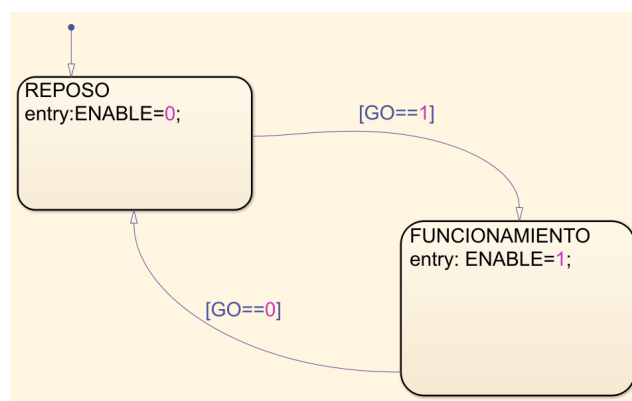 REPOSO
entry:ENABLE=0;
[GO==1]
FUNCIONAMIENTO
entry: ENABLE=1;
[GO==0]